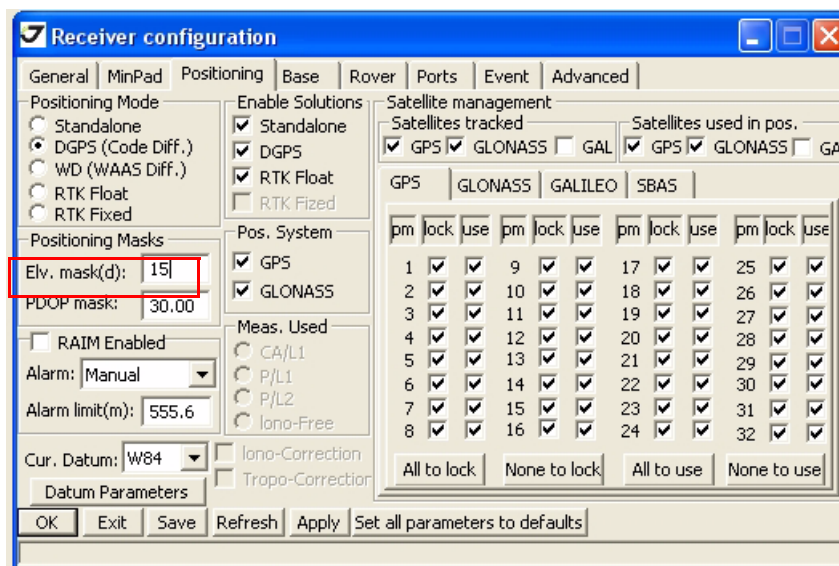 Receiver configuration
General MinPad Positioning Base Rover Ports Event Advanced
Positioning Mode
Standalone
DGPS (Code Diff.)
WD (WAAS Diff.)
RTK Float
RTK Fixed
Enable Solutions
Standalone
DGPS
RTK Float
RTK Fized
Satellite management
Satellites tracked
GPS GLONASS GAL
Satellites used in pos.
GPS GLONASS GA
Positioning Masks
Elv. mask(d): 15
PDOP mask: 30.00
Pos. System
GPS
GLONASS
RAIM Enabled
Alarm: Manual
Alarm limit(m): 555.6
Meas. Used
CA/L1
P/L1
P/L2
Iono-Free
Cur. Datum: W84
Datum Parameters
Iono-Correction
Tropo-Correction
GPS GLONASS GALILEO SBAS
pm lock use pm lock use pm lock use pm lock use
1 9 17 25
2 10 18 26
3 11 19 27
4 12 20 28
5 13 21 29
6 14 22 30
7 15 23 31
8 16 24 32
All to lock None to lock All to use None to use
OK Exit Save Refresh Apply Set all parameters to defaults